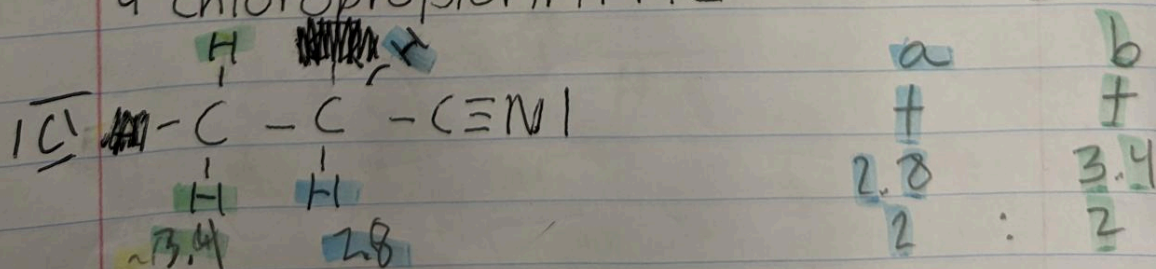 H H a b
|Cl - C - C - C≡N| t t
H H 2.8 3.4
~3.4 2.8 2 : 2